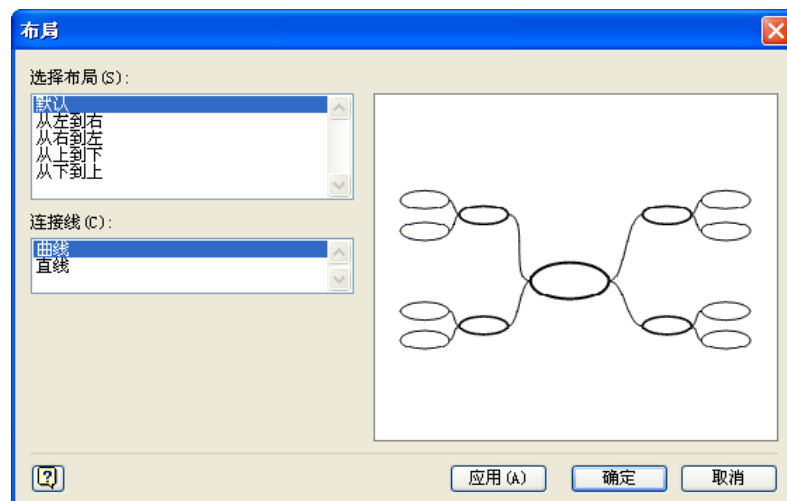 布局
选择布局(S):
默认
从左到右
从右到左
从上到下
从下到上
连接线(C):
曲线
直线
应用(A)
确定
取消